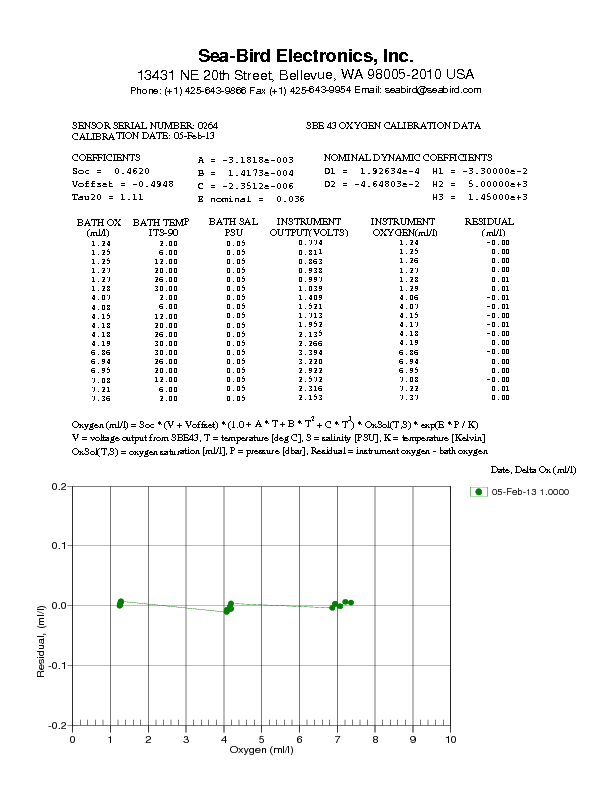 Sea-Bird Electronics, Inc.
13431 NE 20th Street, Bellevue, WA 98005-2010 USA
Phone: (+1) 425-643-9866 Fax (+1) 425-643-9954 Email: seabird@seabird.com
SENSOR SERIAL NUMBER: 0264 SBE 43 OXYGEN CALIBRATION DATA
CALIBRATION DATE: 05-Feb-13
COEFFICIENTS A = -3.1818e-003 NOMINAL DYNAMIC COEFFICIENTS
Soc = 0.4620 B = 1.4173e-004 D1 = 1.92634e-4 H1 = -3.30000e-2
Voffset = -0.4948 C = -2.3512e-006 D2 = -4.64803e-2 H2 = 5.00000e+3
Tau20 = 1.11 E nominal = 0.036 H3 = 1.45000e+3
BATH OX BATH TEMP BATH SAL INSTRUMENT INSTRUMENT RESIDUAL
(ml/l) ITS-90 PSU OUTPUT(VOLTS) OXYGEN(ml/l) (ml/l)
1.24 2.00 0.05 0.774 1.24 -0.00
1.25 6.00 0.05 0.811 1.25 0.00
1.25 12.00 0.05 0.863 1.26 0.00
1.27 20.00 0.05 0.938 1.27 0.00
1.27 26.00 0.05 0.997 1.28 0.01
1.28 30.00 0.05 1.039 1.29 0.01
4.07 2.00 0.05 1.409 4.06 -0.01
4.08 6.00 0.05 1.521 4.07 -0.01
4.15 12.00 0.05 1.713 4.15 -0.00
4.18 20.00 0.05 1.952 4.17 -0.01
4.18 26.00 0.05 2.135 4.18 -0.00
4.19 30.00 0.05 2.266 4.19 0.00
6.86 30.00 0.05 3.394 6.86 -0.00
6.94 26.00 0.05 3.220 6.94 0.00
6.94 20.00 0.05 2.922 6.95 0.00
7.08 12.00 0.05 2.572 7.08 -0.00
7.21 6.00 0.05 2.316 7.22 0.01
7.36 2.00 0.05 2.153 7.37 0.00
Oxygen (ml/l) = Soc * (V + Voffset) * (1.0 + A * T + B * T² + C * T³) * OxSol(T,S) * exp(E * P / K)
V = voltage output from SBE43, T = temperature [deg C], S = salinity [PSU], K = temperature [Kelvin]
OxSol(T,S) = oxygen saturation [ml/l], P = pressure [dbar], Residual = instrument oxygen - bath oxygen
Date, Delta Ox (ml/l)
05-Feb-13 1.0000
0.2
0.1
0.0
-0.1
-0.2
Residual, (ml/l)
0 1 2 3 4 5 6 7 8 9 10
Oxygen (ml/l)